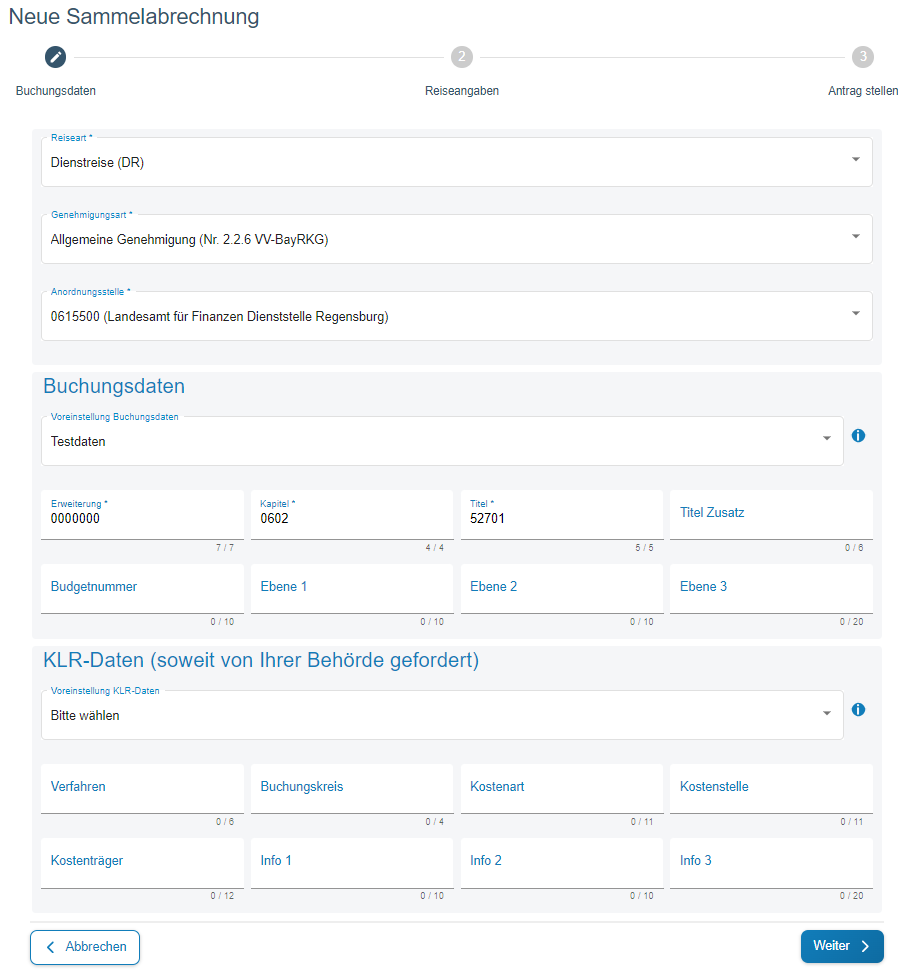 Neue Sammelabrechnung
2
3
Buchungsdaten
Reiseangaben
Antrag stellen
Reiseart *
Dienstreise (DR)
Genehmigungsart *
Allgemeine Genehmigung (Nr. 2.2.6 VV-BayRKG)
Anordnungsstelle *
0615500 (Landesamt für Finanzen Dienststelle Regensburg)
Buchungsdaten
Voreinstellung Buchungsdaten
Testdaten
Erweiterung *
0000000
7 / 7
Kapitel *
0602
4 / 4
Titel *
52701
5 / 5
Titel Zusatz
0 / 6
Budgetnummer
0 / 10
Ebene 1
0 / 10
Ebene 2
0 / 10
Ebene 3
0 / 20
KLR-Daten (soweit von Ihrer Behörde gefordert)
Voreinstellung KLR-Daten
Bitte wählen
Verfahren
0 / 6
Buchungskreis
0 / 4
Kostenart
0 / 11
Kostenstelle
0 / 11
Kostenträger
0 / 12
Info 1
0 / 10
Info 2
0 / 10
Info 3
0 / 20
Abbrechen
Weiter